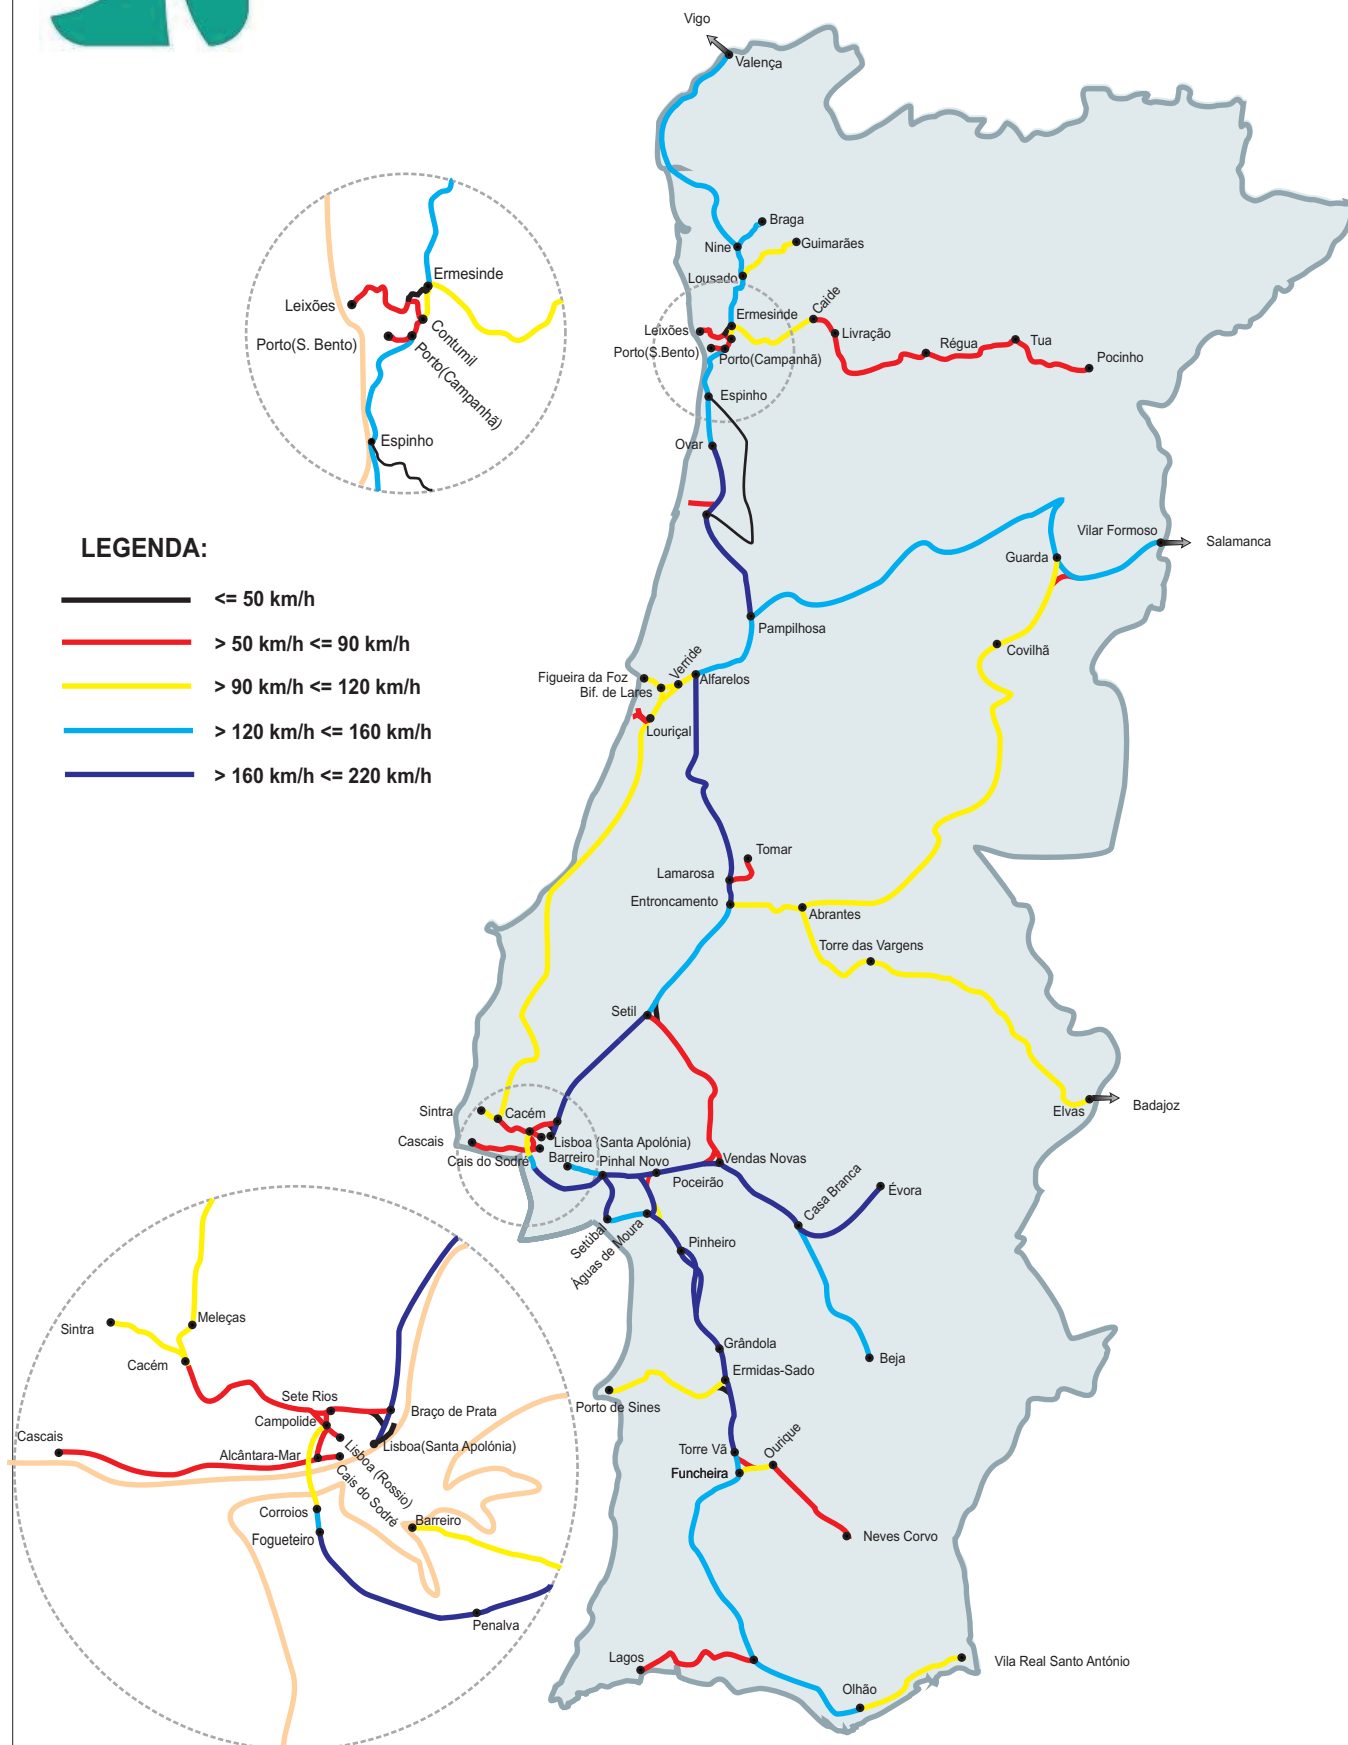 Vigo
Valença
Braga
Guimarães
Nine
Lousado
Ermesinde
Caide
Leixões
Livração
Porto(S.Bento)
Porto(Campanhã)
Régua
Tua
Pocinho
Espinho
Ovar
Ermesinde
Leixões
Contumil
Porto(S. Bento)
Porto(Campanhã)
Espinho
LEGENDA:
<= 50 km/h
> 50 km/h <= 90 km/h
> 90 km/h <= 120 km/h
> 120 km/h <= 160 km/h
> 160 km/h <= 220 km/h
Vilar Formoso
Salamanca
Guarda
Pampilhosa
Covilhã
Verride
Figueira da Foz
Alfarelos
Bif. de Lares
Louriçal
Tomar
Lamarosa
Entroncamento
Abrantes
Torre das Vargens
Setil
Elvas
Badajoz
Sintra
Cacém
Cascais
Lisboa (Santa Apolónia)
Cais do Sodré
Barreiro
Pinhal Novo
Vendas Novas
Poceirão
Casa Branca
Évora
Setúbal
Àguas de Moura
Pinheiro
Grândola
Beja
Ermidas-Sado
Porto de Sines
Torre Vã
Ourique
Funcheira
Neves Corvo
Lagos
Olhão
Vila Real Santo António
Meleças
Sintra
Cacém
Sete Rios
Campolide
Braço de Prata
Cascais
Alcântara-Mar
Lisboa(Santa Apolónia)
Lisboa (Rossio)
Cais do Sodré
Corroios
Barreiro
Fogueteiro
Penalva